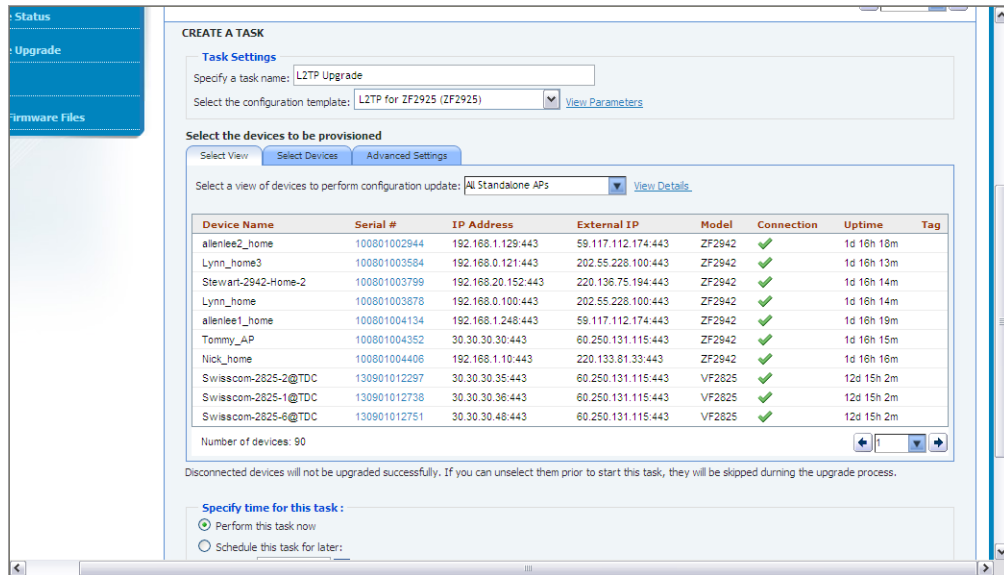 Status
Upgrade
Firmware Files
CREATE A TASK
Task Settings
Specify a task name: L2TP Upgrade
Select the configuration template: L2TP for ZF2925 (ZF2925) View Parameters
Select the devices to be provisioned
Select View Select Devices Advanced Settings
Select a view of devices to perform configuration update: All Standalone APs View Details
Device Name Serial # IP Address External IP Model Connection Uptime Tag
allenlee2_home 100801002944 192.168.1.129:443 59.117.112.174:443 ZF2942 1d 16h 18m
Lynn_home3 100801003584 192.168.0.121:443 202.55.228.100:443 ZF2942 1d 16h 13m
Stewart-2942-Home-2 100801003799 192.168.20.152:443 220.136.75.194:443 ZF2942 1d 16h 14m
Lynn_home 100801003878 192.168.0.100:443 202.55.228.100:443 ZF2942 1d 16h 14m
allenlee1_home 100801004134 192.168.1.248:443 59.117.112.174:443 ZF2942 1d 16h 19m
Tommy_AP 100801004352 30.30.30.30:443 60.250.131.115:443 ZF2942 1d 16h 15m
Nick_home 100801004406 192.168.1.10:443 220.133.81.33:443 ZF2942 1d 16h 16m
Swisscom-2825-2@TDC 130901012297 30.30.30.35:443 60.250.131.115:443 VF2825 12d 15h 2m
Swisscom-2825-1@TDC 130901012738 30.30.30.36:443 60.250.131.115:443 VF2825 12d 15h 2m
Swisscom-2825-6@TDC 130901012751 30.30.30.48:443 60.250.131.115:443 VF2825 12d 15h 2m
Number of devices: 90 1
Disconnected devices will not be upgraded successfully. If you can unselect them prior to start this task, they will be skipped durning the upgrade process.
Specify time for this task :
Perform this task now
Schedule this task for later: